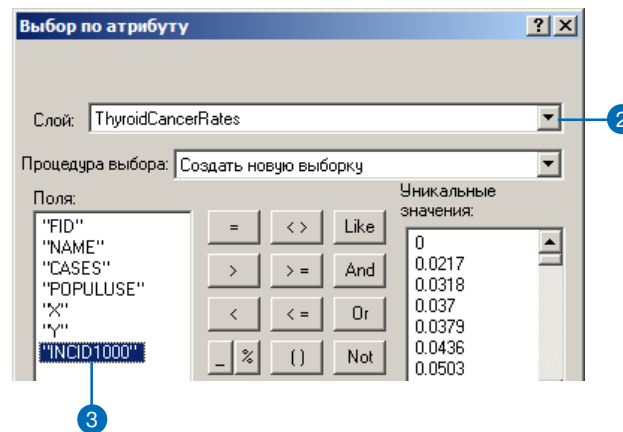 Выбор по атрибуту
Слой: ThyroidCancerRates
2
Процедура выбора: Создать новую выборку
Поля:
"FID"
"NAME"
"CASES"
"POPULUSE"
"X"
"Y"
"INCID1000"
= < > Like
> > = And
< < = Or
_ % ( ) Not
Уникальные
значения:
0
0.0217
0.0318
0.037
0.0379
0.0436
0.0503
3